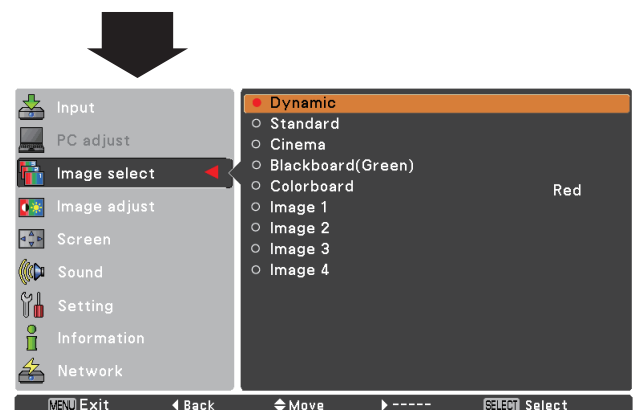 Input
PC adjust
Image select
Image adjust
Screen
Sound
Setting
Information
Network
Dynamic
Standard
Cinema
Blackboard(Green)
Colorboard Red
Image 1
Image 2
Image 3
Image 4
MENU Exit Back Move ----- SELECT Select